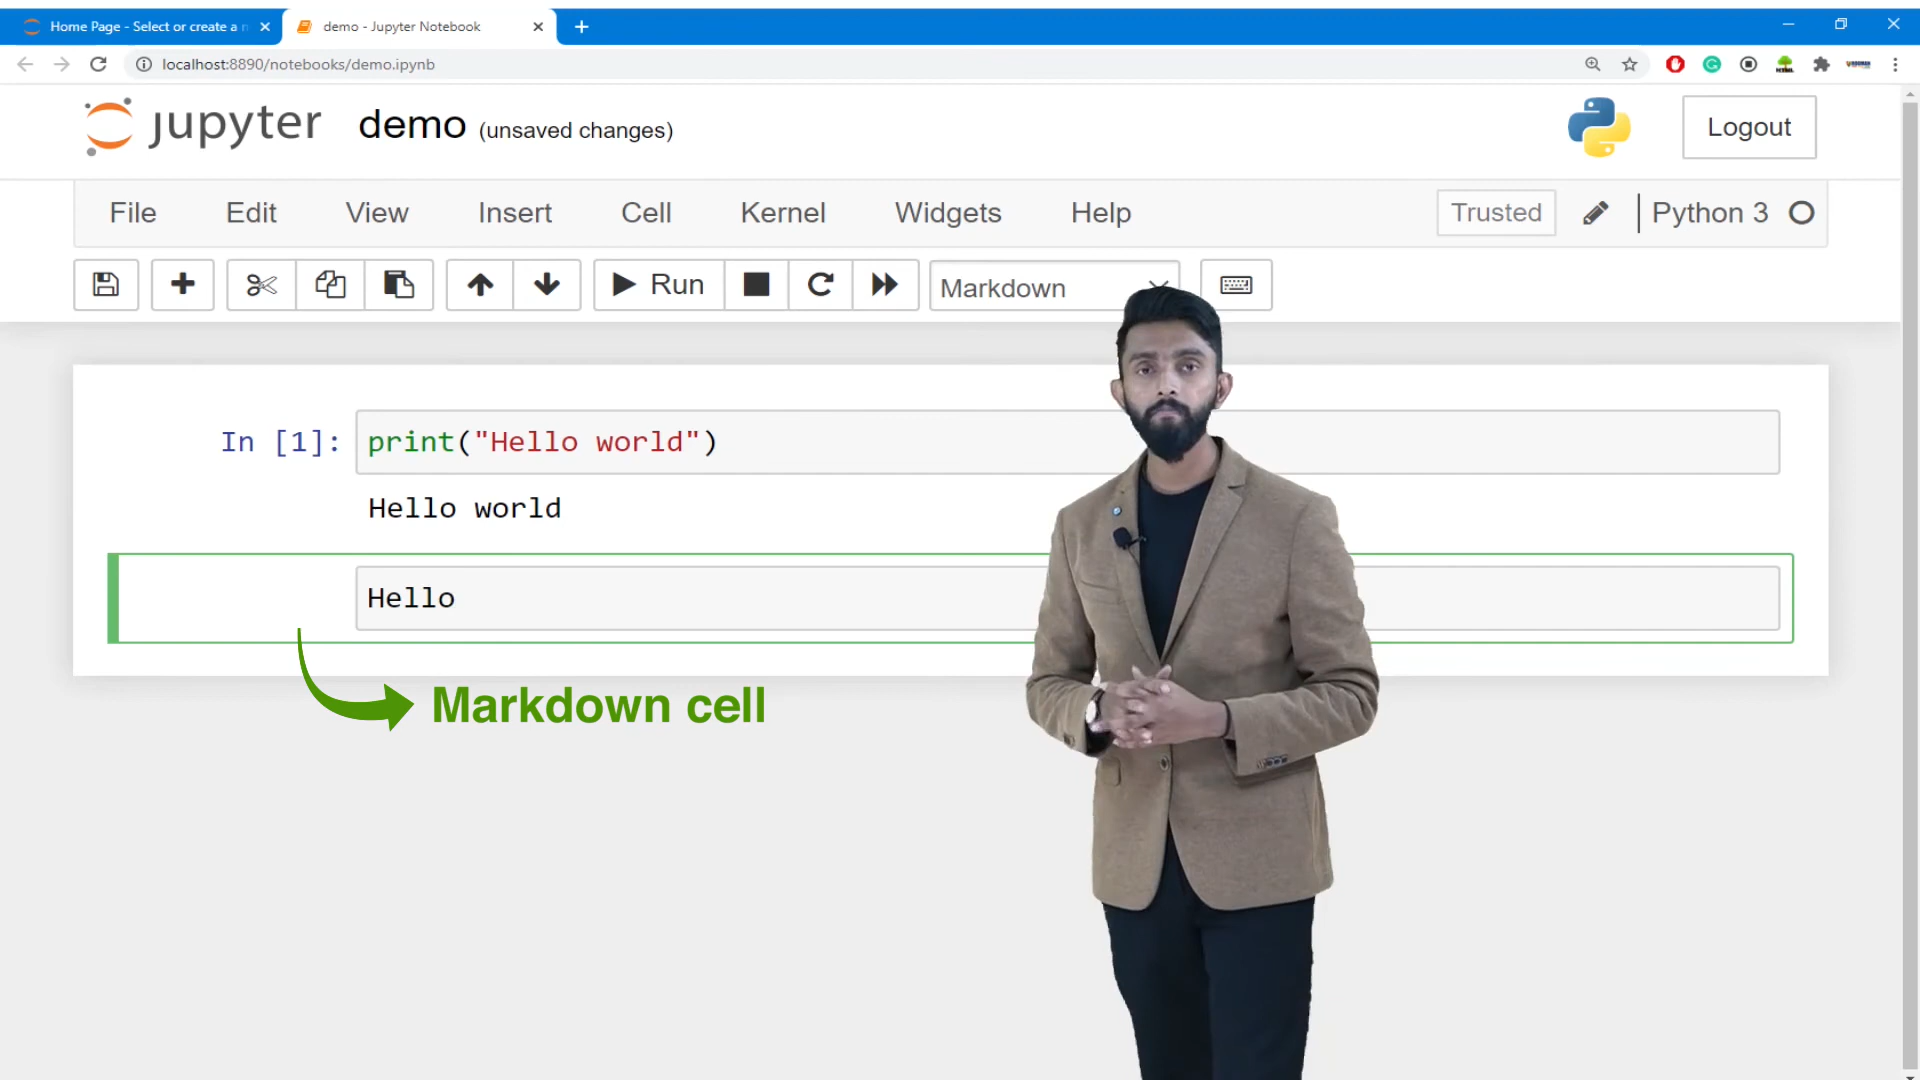 Home Page - Select or create a n
demo - Jupyter Notebook
localhost:8890/notebooks/demo.ipynb
jupyter demo (unsaved changes)
Logout
File Edit View Insert Cell Kernel Widgets Help
Trusted
Python 3
Run
Markdown
In [1]: print("Hello world")
Hello world
Hello
Markdown cell